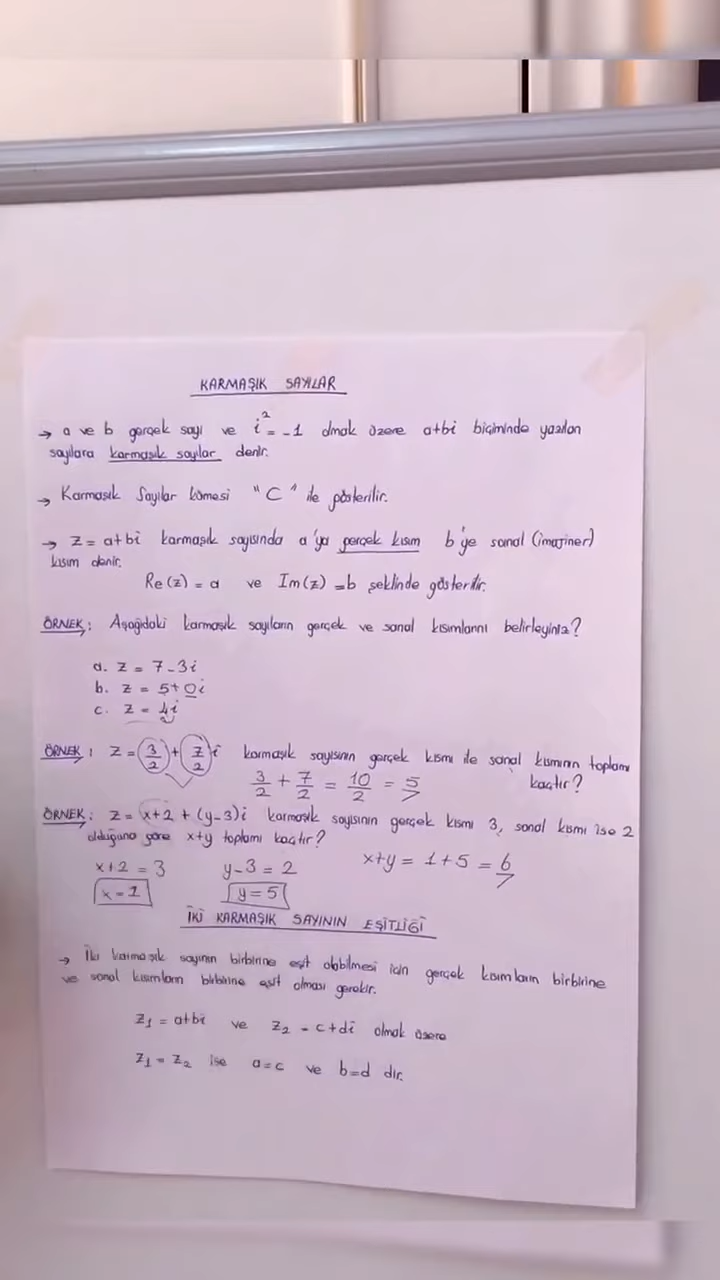 KARMAŞIK SAYILAR
→ a ve b gerçek sayı ve i² = -1 olmak üzere a+bi biçiminde yazılan
sayılara karmaşık sayılar denir.
→ Karmaşık Sayılar kümesi "C" ile gösterilir.
→ z = a+bi karmaşık sayısında a'ya gerçek kısım b'ye sanal (imajiner)
kısım denir.
Re(z) = a ve Im(z) = b şeklinde gösterilir.
ÖRNEK: Aşağıdaki karmaşık sayıların gerçek ve sanal kısımlarını belirleyiniz?
a. z = 7-3i
b. z = 5+0i
c. z = 4i
ÖRNEK: z = 3/2 + 7/2 i karmaşık sayısının gerçek kısmı ile sanal kısmının toplamı
kaçtır?
3/2 + 7/2 = 10/2 = 5
ÖRNEK: z = x+2 + (y-3)i karmaşık sayısının gerçek kısmı 3, sanal kısmı ise 2
olduğuna göre x+y toplamı kaçtır?
x+2 = 3 y-3 = 2 x+y = 1+5 = 6
x=1 y=5
İKİ KARMAŞIK SAYININ EŞİTLİĞİ
→ İki karmaşık sayının birbirine eşit olabilmesi için gerçek kısımların birbirine
ve sanal kısımların birbirine eşit olması gerekir.
z₁ = a+bi ve z₂ = c+di olmak üzere
z₁ = z₂ ise a=c ve b=d dir.